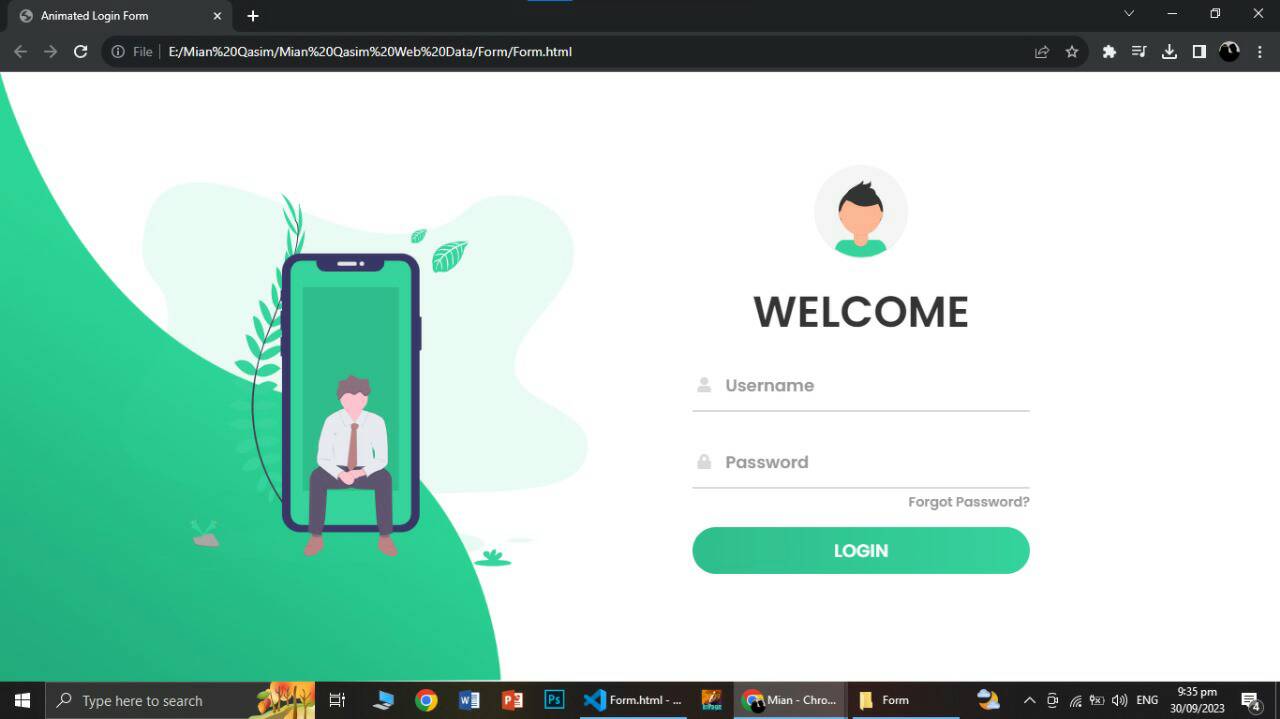 Animated Login Form
File
E:/Mian%20Qasim/Mian%20Qasim%20Web%20Data/Form/Form.html
WELCOME
Username
Password
Forgot Password?
LOGIN
Type here to search
Form.html - ...
Mian - Chro...
Form
ENG
9:35 pm
30/09/2023
4